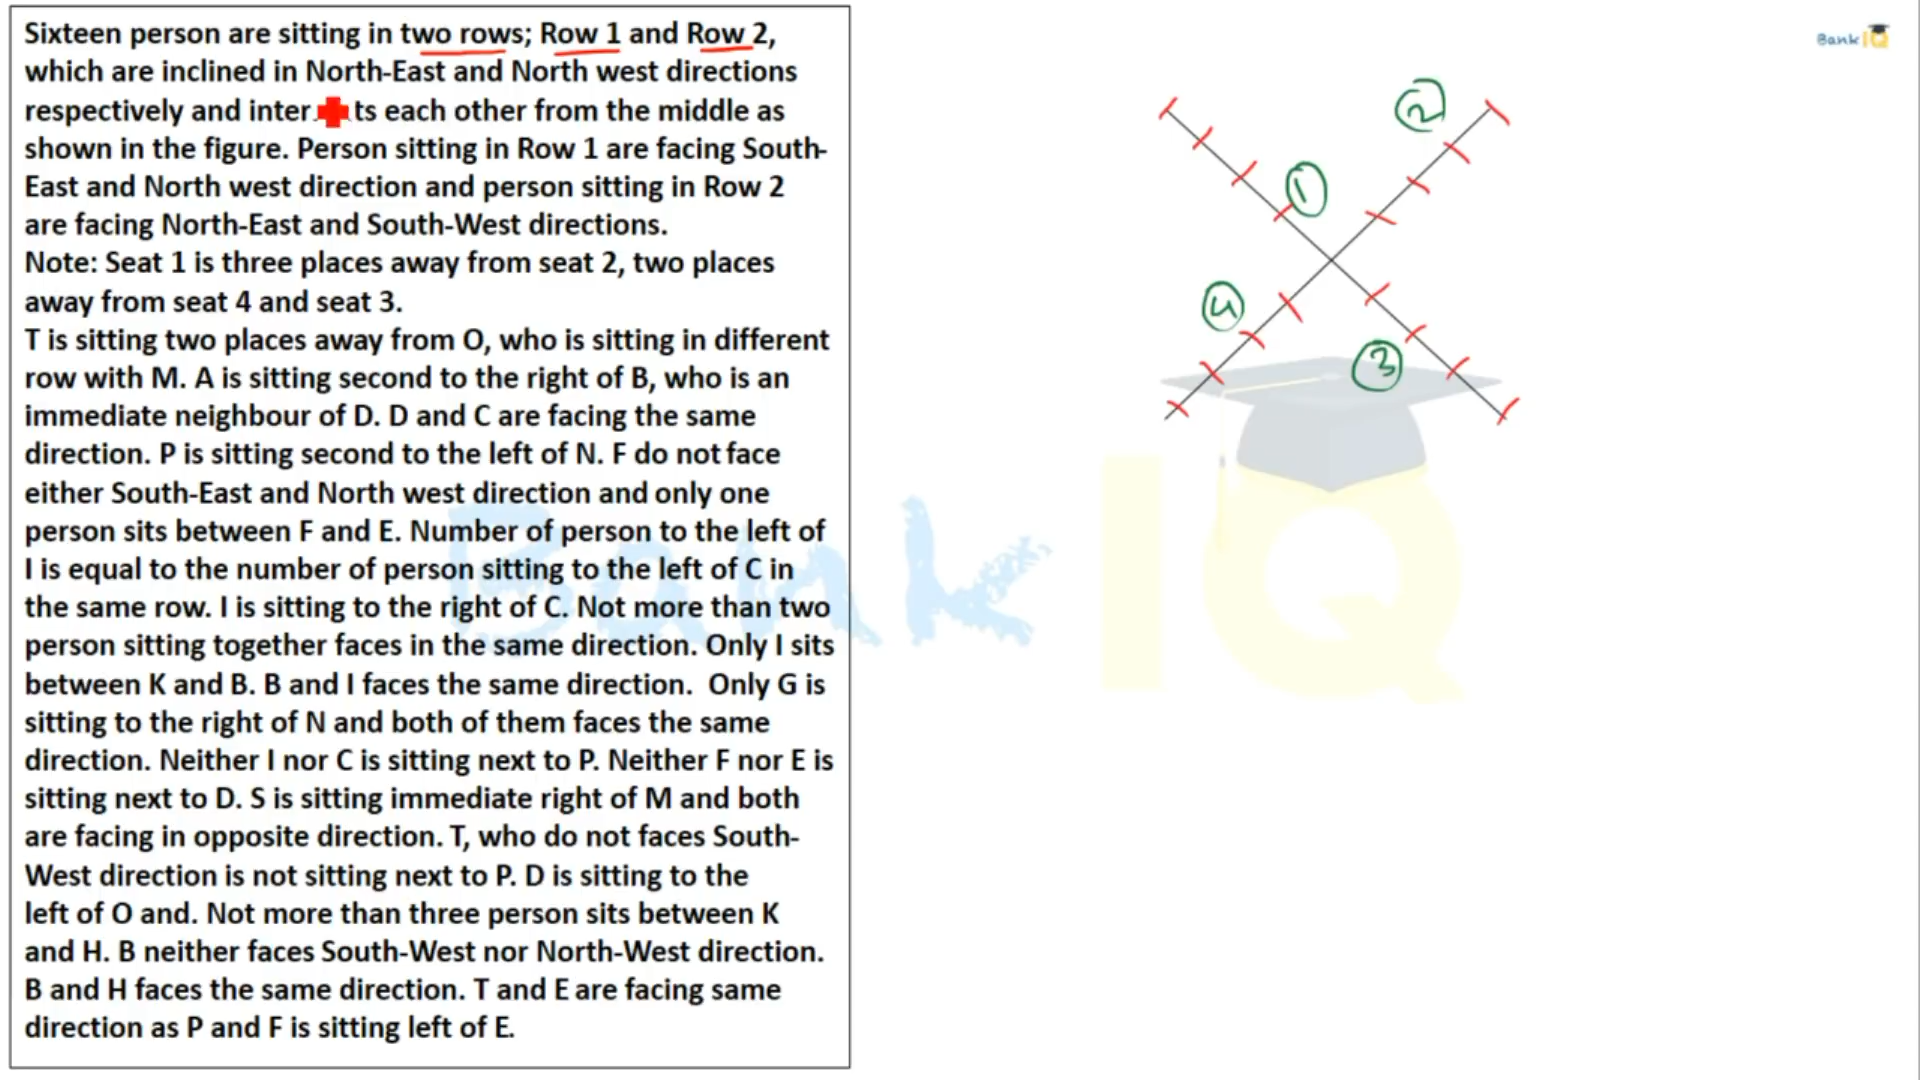 Sixteen person are sitting in two rows; Row 1 and Row 2,
which are inclined in North-East and North west directions
respectively and inter ts each other from the middle as
shown in the figure. Person sitting in Row 1 are facing South-
East and North west direction and person sitting in Row 2
are facing North-East and South-West directions.
Note: Seat 1 is three places away from seat 2, two places
away from seat 4 and seat 3.
T is sitting two places away from O, who is sitting in different
row with M. A is sitting second to the right of B, who is an
immediate neighbour of D. D and C are facing the same
direction. P is sitting second to the left of N. F do not face
either South-East and North west direction and only one
person sits between F and E. Number of person to the left of
I is equal to the number of person sitting to the left of C in
the same row. I is sitting to the right of C. Not more than two
person sitting together faces in the same direction. Only I sits
between K and B. B and I faces the same direction. Only G is
sitting to the right of N and both of them faces the same
direction. Neither I nor C is sitting next to P. Neither F nor E is
sitting next to D. S is sitting immediate right of M and both
are facing in opposite direction. T, who do not faces South-
West direction is not sitting next to P. D is sitting to the
left of O and. Not more than three person sits between K
and H. B neither faces South-West nor North-West direction.
B and H faces the same direction. T and E are facing same
direction as P and F is sitting left of E.
2
1
4
3
Bank IQ
Bank IQ